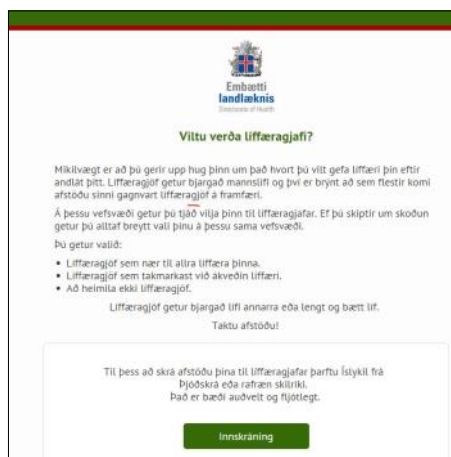 Embætti
landlæknis
Directorate of Health
Viltu verða líffæragjafi?
Mikilvægt er að þú gerir upp hug þinn um það hvort þú vilt gefa líffæri þín eftir
andlát þitt. Líffæragjöf getur bjargað mannslífi og því er brýnt að sem flestir komi
afstöðu sinni gagnvart líffæragjöf á framfæri.
Á þessu vefsvæði getur þú tjáð vilja þinn til líffæragjafar. Ef þú skiptir um skoðun
getur þú alltaf breytt vali þínu á þessu sama vefsvæði.
Þú getur valið:
• Líffæragjöf sem nær til allra líffæra þinna.
• Líffæragjöf sem takmarkast við ákveðin líffæri.
• Að heimila ekki líffæragjöf.
Líffæragjöf getur bjargað lífi annarra eða lengt og bætt líf.
Taktu afstöðu!
Til þess að skrá afstöðu þína til líffæragjafar þarftu Íslykil frá
Þjóðskrá eða rafræn skilríki.
Það er bæði auðvelt og fljótlegt.
Innskráning